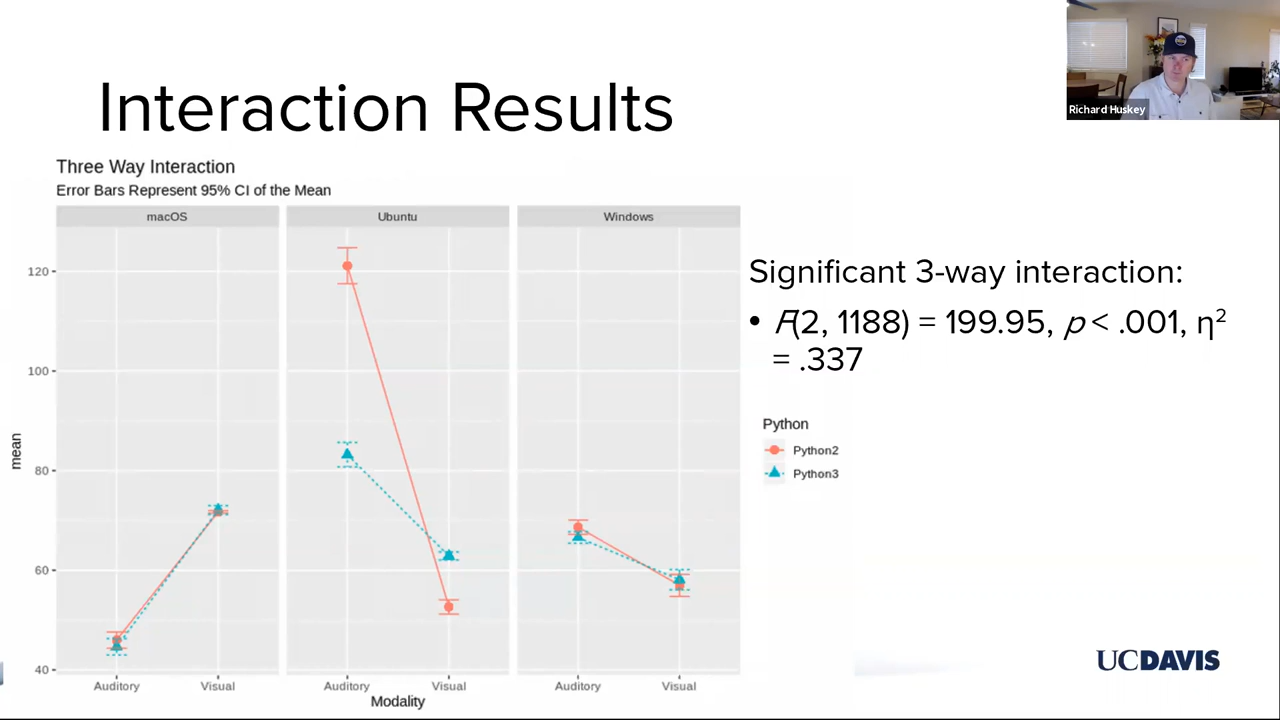 Richard Huskey
Interaction Results
Three Way Interaction
Error Bars Represent 95% CI of the Mean
macOS Ubuntu Windows
120
100
80
60
40
mean
Auditory Visual Auditory Visual Auditory Visual
Modality
Significant 3-way interaction:
• F(2, 1188) = 199.95, p < .001, η²
= .337
Python
Python2
Python3
UCDAVIS